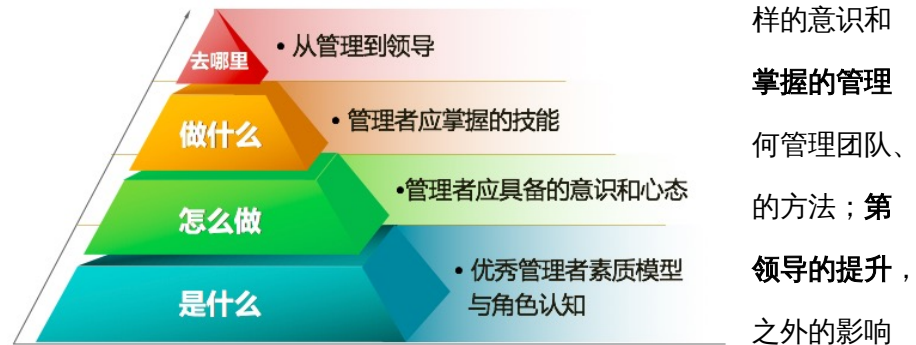 去哪里
• 从管理到领导
做什么
• 管理者应掌握的技能
怎么做
•管理者应具备的意识和心态
是什么
• 优秀管理者素质模型
与角色认知
样的意识和
掌握的管理
何管理团队、
的方法；第
领导的提升，
之外的影响